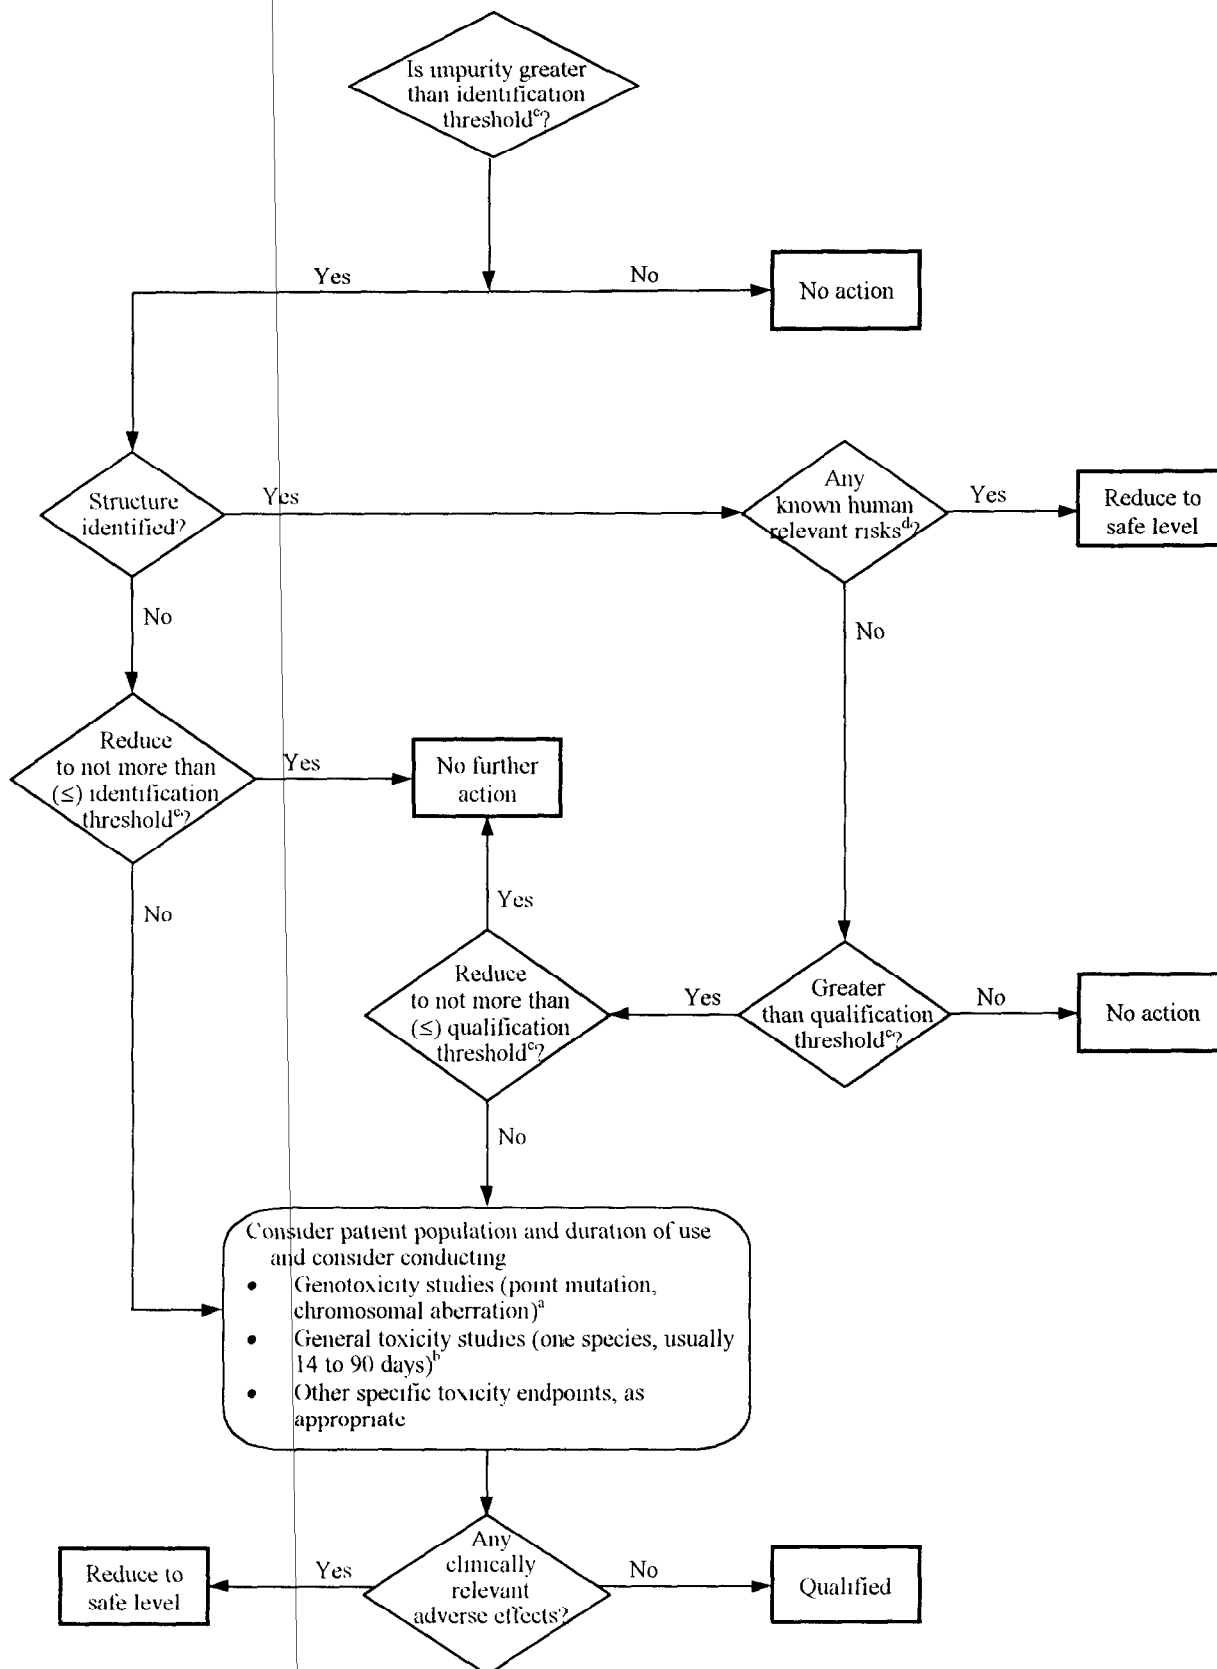 Is impurity greater
than identification
threshold^c?
Yes
No
No action
Structure
identified?
Yes
Any
known human
relevant risks^d?
Yes
Reduce to
safe level
No
No
Reduce
to not more than
(≤) identification
threshold^c?
Yes
No further
action
No
Yes
Reduce
to not more than
(≤) qualification
threshold^c?
Yes
Greater
than qualification
threshold^c?
No
No action
No
Consider patient population and duration of use
and consider conducting
• Genotoxicity studies (point mutation,
chromosomal aberration)^a
• General toxicity studies (one species, usually
14 to 90 days)^b
• Other specific toxicity endpoints, as
appropriate
Reduce to
safe level
Yes
Any
clinically
relevant
adverse effects?
No
Qualified